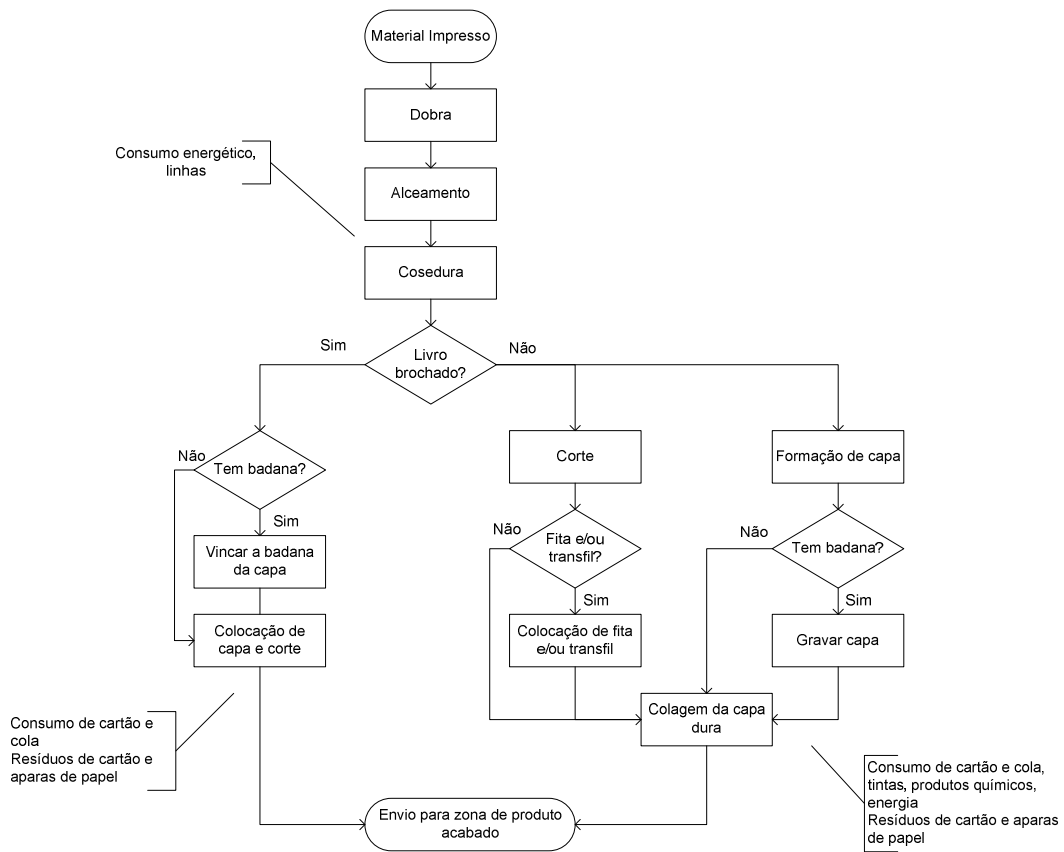 Material Impresso
Dobra
Consumo energético,
linhas
Alceamento
Cosedura
Sim
Livro
brochado?
Não
Não
Tem badana?
Corte
Formação de capa
Sim
Vincar a badana
da capa
Não
Fita e/ou
transfil?
Não
Tem badana?
Sim
Sim
Colocação de
capa e corte
Colocação de fita
e/ou transfil
Gravar capa
Colagem da capa
dura
Consumo de cartão e
cola
Resíduos de cartão e
aparas de papel
Consumo de cartão e cola,
tintas, produtos químicos,
energia
Resíduos de cartão e aparas
de papel
Envio para zona de produto
acabado